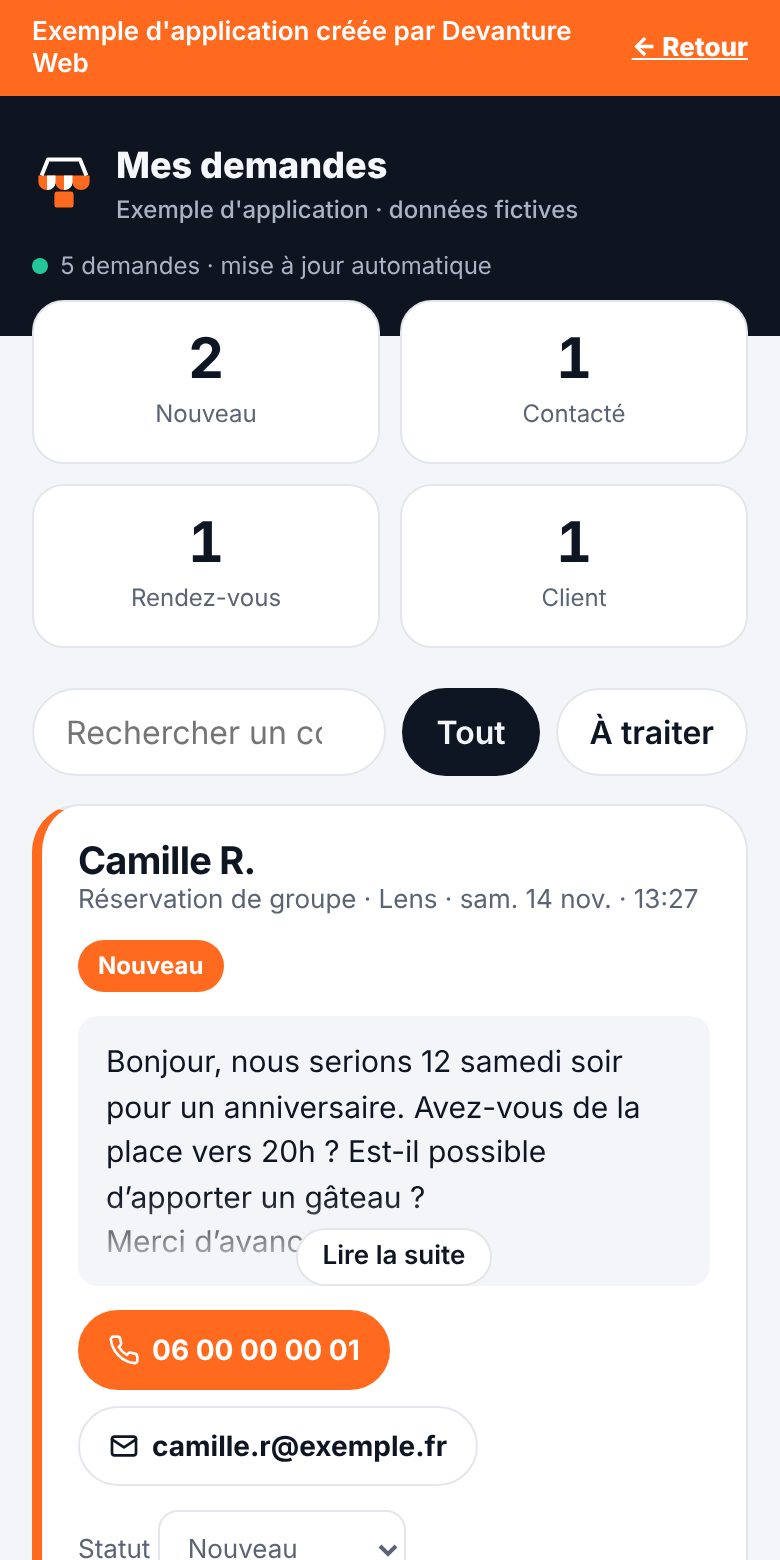 Exemple d'application créée par Devanture
Web
← Retour
Mes demandes
Exemple d'application · données fictives
5 demandes · mise à jour automatique
2
Nouveau
1
Contacté
1
Rendez-vous
1
Client
Rechercher un
Tout
À traiter
Camille R.
Réservation de groupe · Lens · sam. 14 nov. · 13:27
Nouveau
Bonjour, nous serions 12 samedi soir
pour un anniversaire. Avez-vous de la
place vers 20h ? Est-il possible
d’apporter un gâteau ?
Merci d’avanc
Lire la suite
06 00 00 00 01
camille.r@exemple.fr
Statut
Nouveau